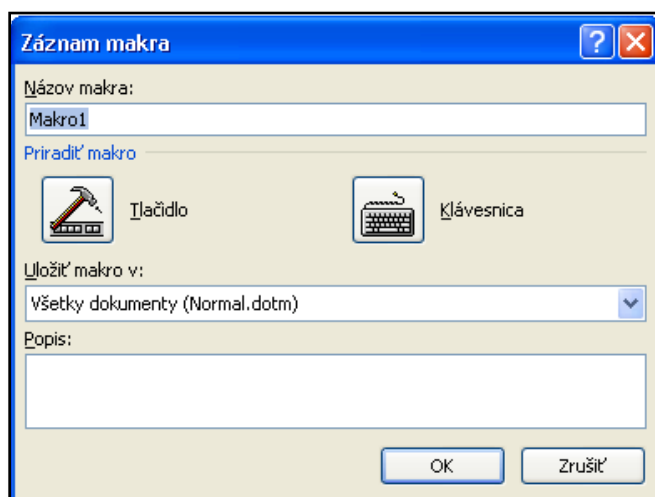 Záznam makra
Názov makra:
Makro1
Priradiť makro
Tlačidlo
Klávesnica
Uložiť makro v:
Všetky dokumenty (Normal.dotm)
Popis:
OK
Zrušiť